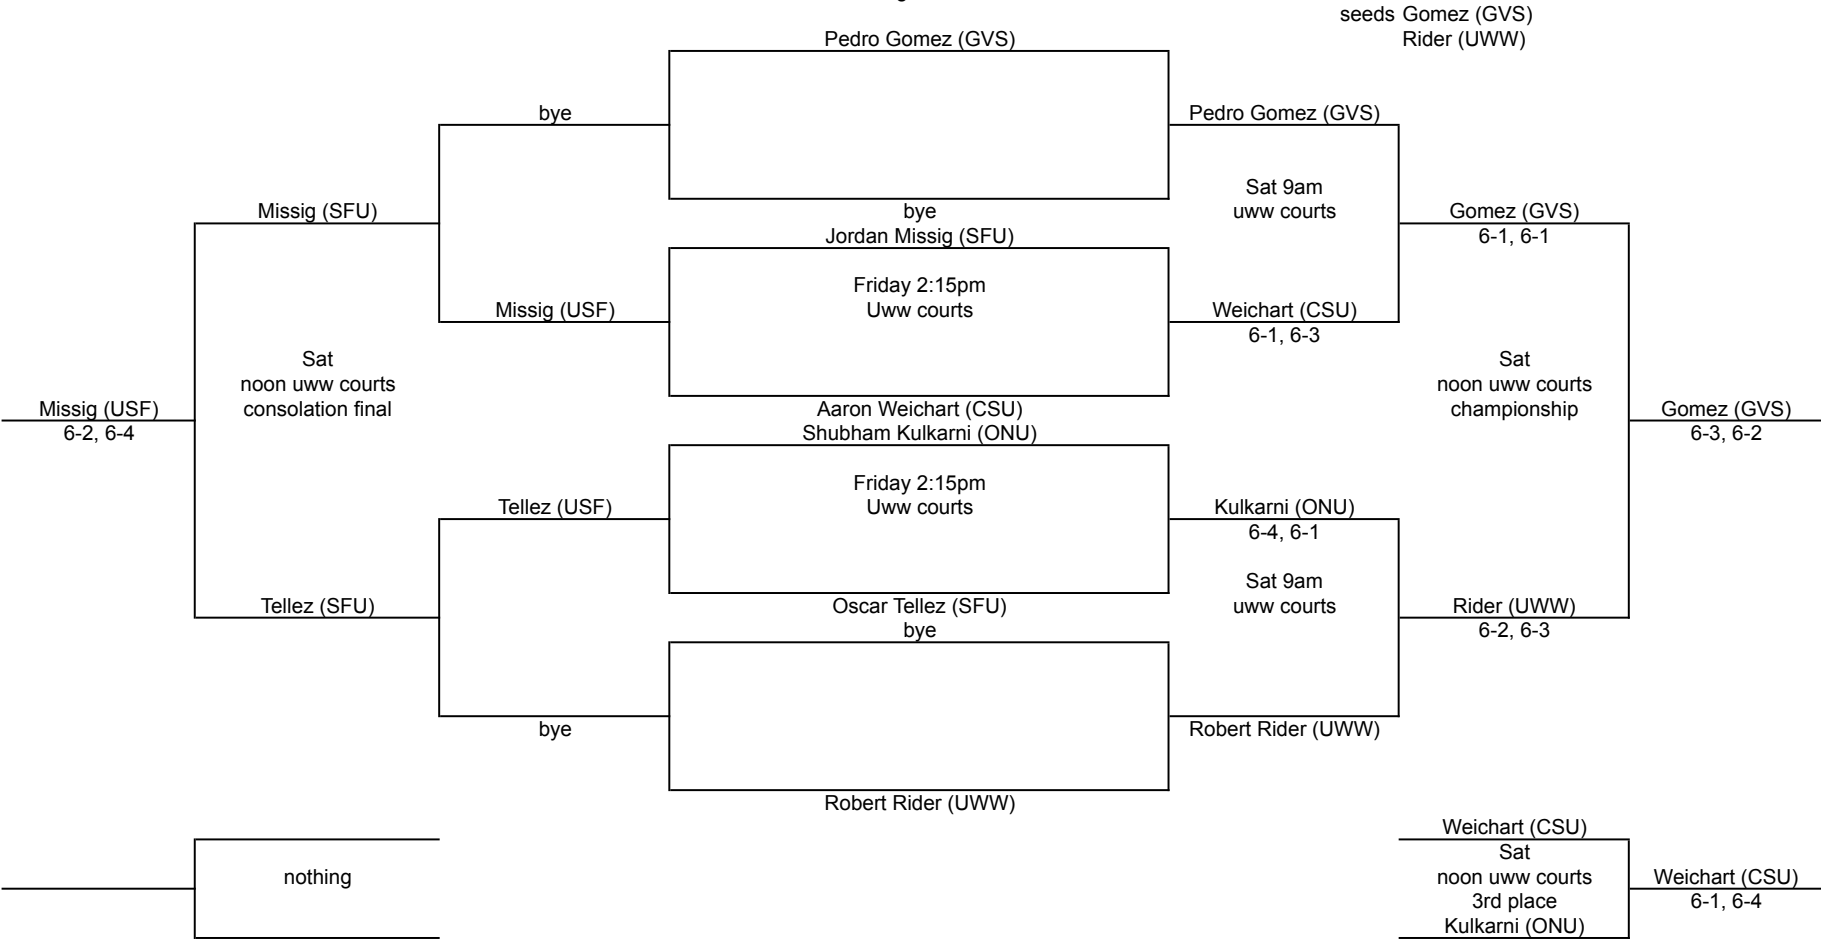 seeds Gomez (GVS)
Rider (UWW)
Pedro Gomez (GVS)
bye
Pedro Gomez (GVS)
Sat 9am
uww courts
Missig (SFU)
bye
Gomez (GVS)
Jordan Missig (SFU)
6-1, 6-1
Friday 2:15pm
Uww courts
Missig (USF)
Weichart (CSU)
6-1, 6-3
Sat
noon uww courts
consolation final
Sat
noon uww courts
championship
Missig (USF)
6-2, 6-4
Aaron Weichart (CSU)
Shubham Kulkarni (ONU)
Gomez (GVS)
6-3, 6-2
Friday 2:15pm
Uww courts
Tellez (USF)
Kulkarni (ONU)
6-4, 6-1
Sat 9am
uww courts
Tellez (SFU)
Oscar Tellez (SFU)
bye
Rider (UWW)
6-2, 6-3
bye
Robert Rider (UWW)
Robert Rider (UWW)
Weichart (CSU)
Sat
noon uww courts
3rd place
Kulkarni (ONU)
nothing
Weichart (CSU)
6-1, 6-4